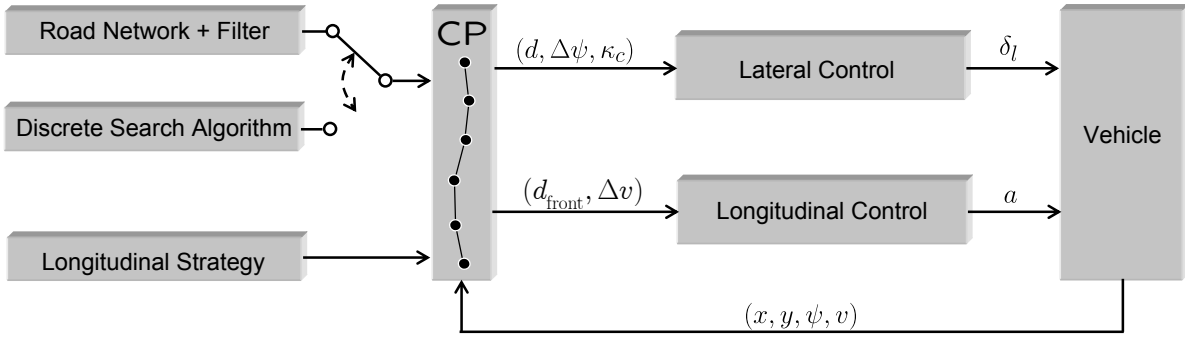 Road Network + Filter
CP
(d, Δψ, κ_c)
Lateral Control
δ_l
Discrete Search Algorithm
Vehicle
(d_front, Δv)
Longitudinal Control
a
Longitudinal Strategy
(x, y, ψ, v)